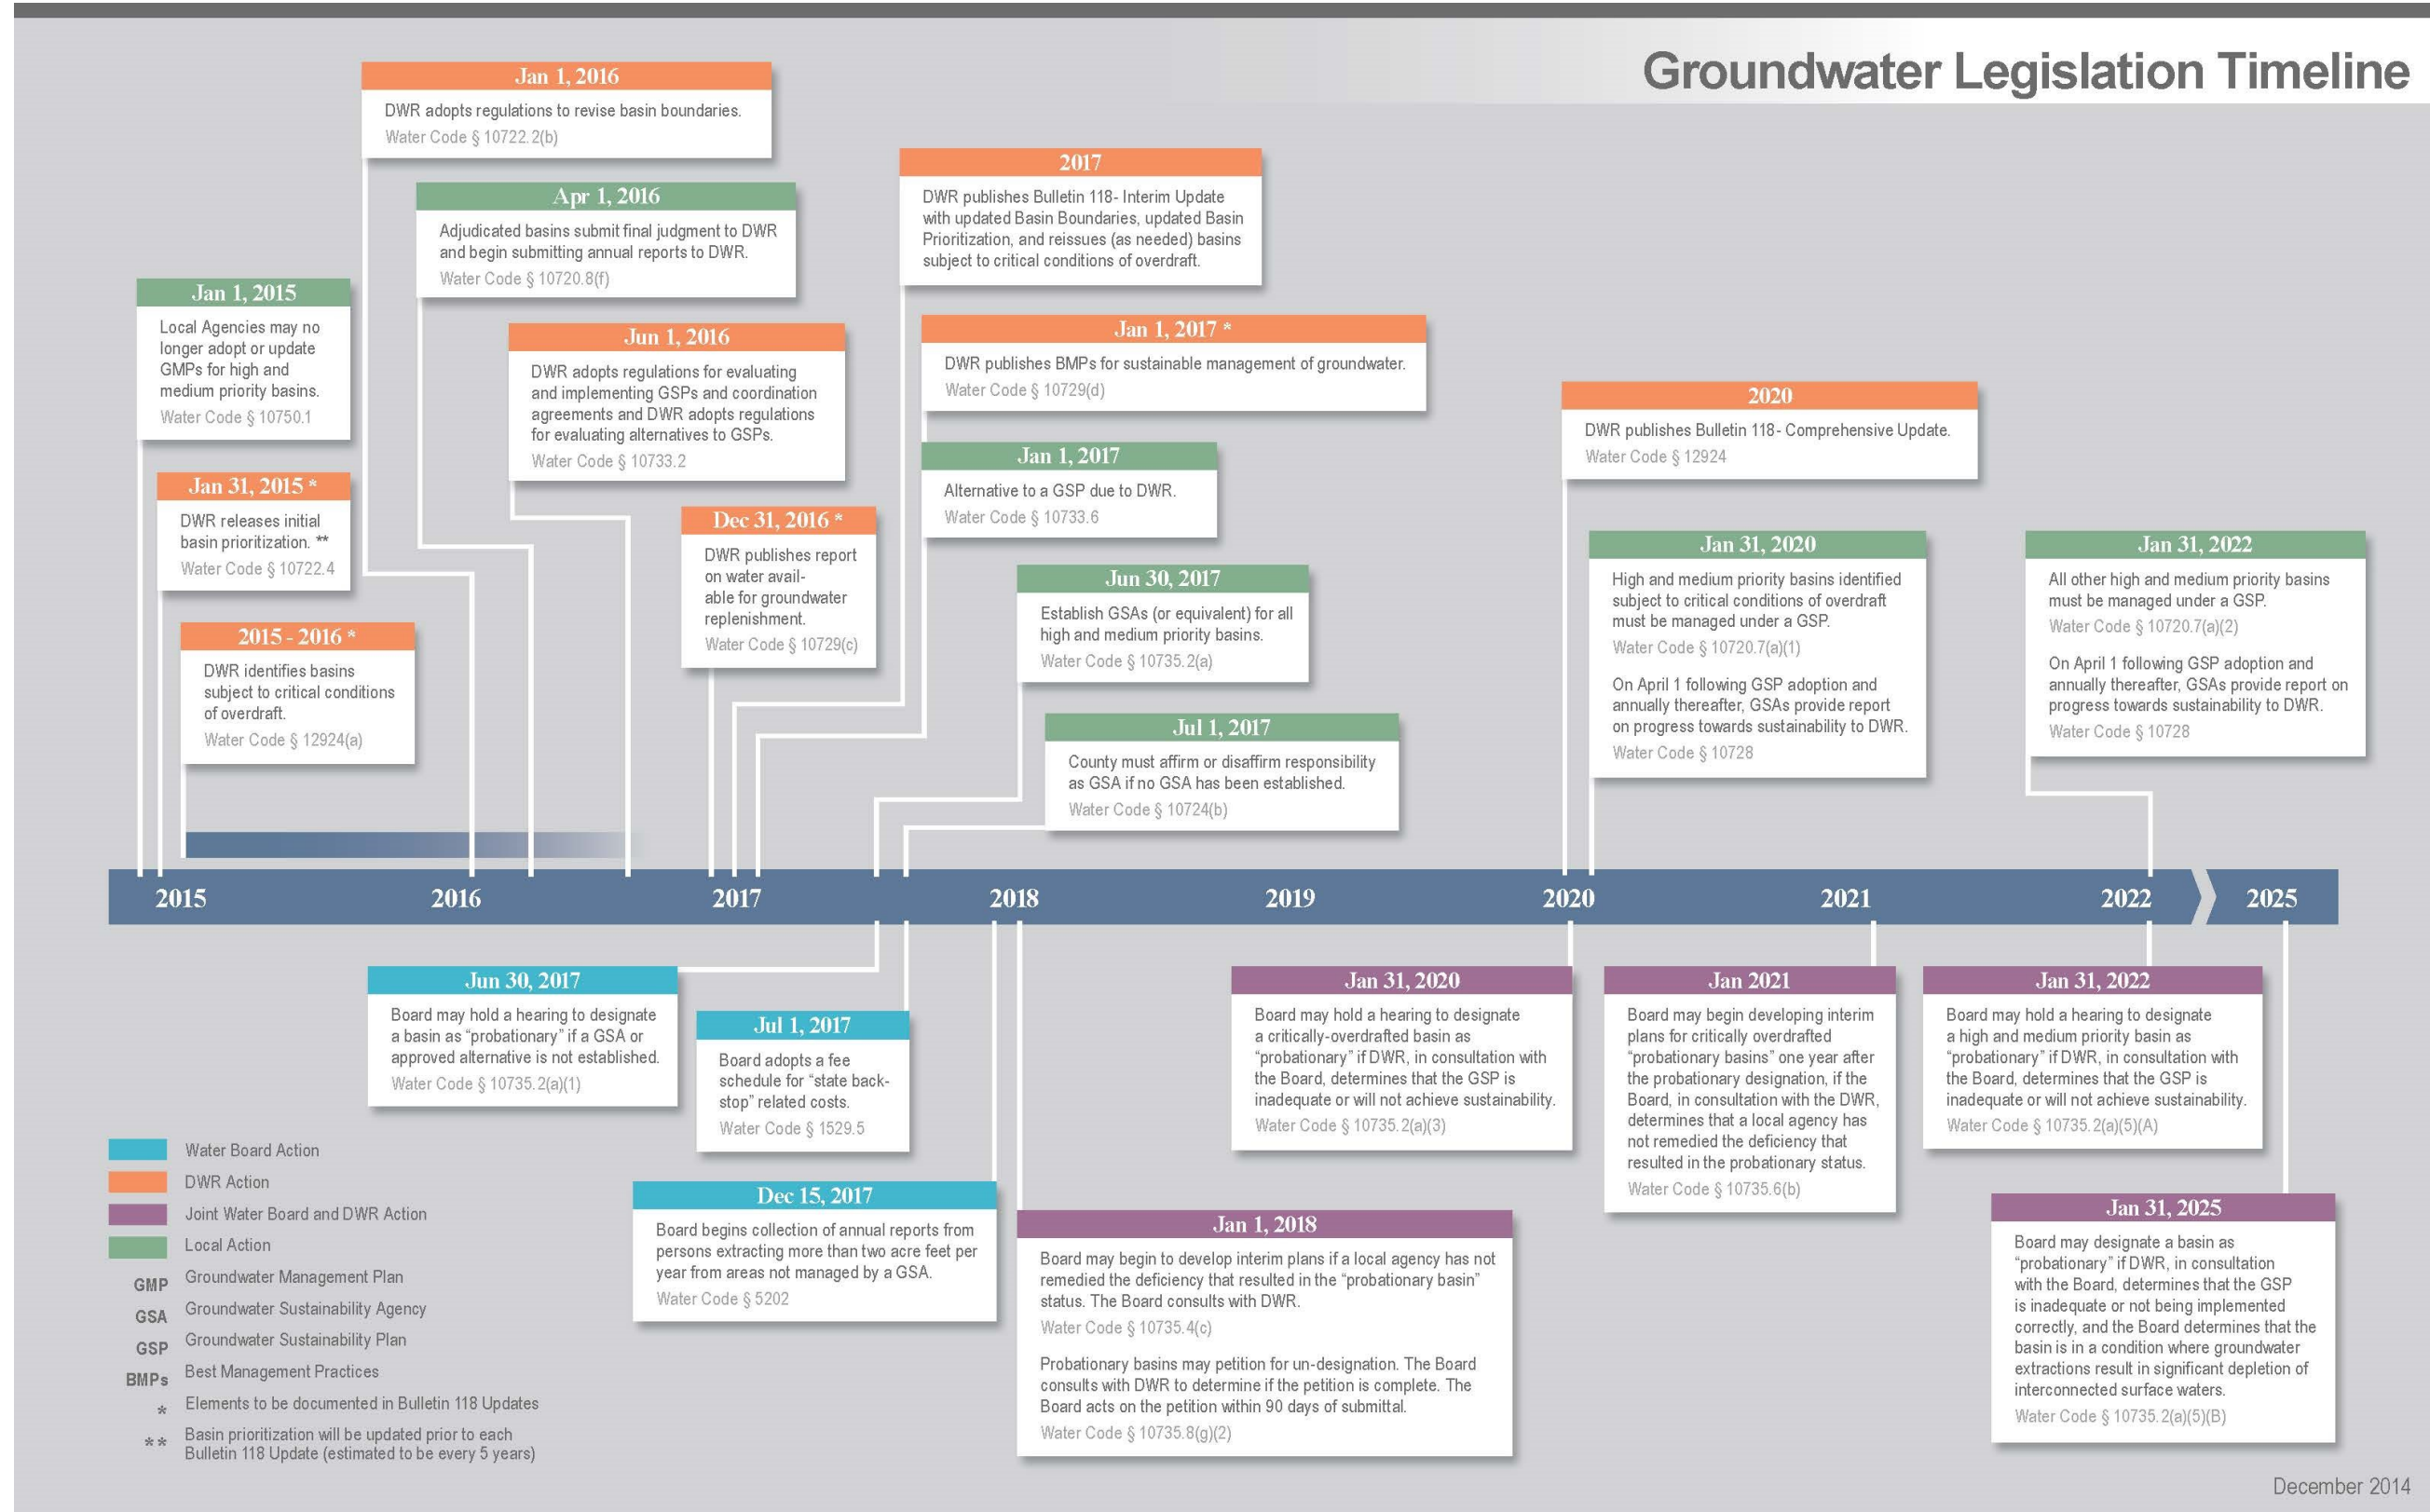 Groundwater Legislation Timeline
Jan 1, 2016
DWR adopts regulations to revise basin boundaries.
Water Code § 10722.2(b)
Apr 1, 2016
Adjudicated basins submit final judgment to DWR
and begin submitting annual reports to DWR.
Water Code § 10720.8(f)
Jan 1, 2015
Local Agencies may no
longer adopt or update
GMPs for high and
medium priority basins.
Water Code § 10750.1
Jan 31, 2015 *
DWR releases initial
basin prioritization. **
Water Code § 10722.4
2015 - 2016 *
DWR identifies basins
subject to critical conditions
of overdraft.
Water Code § 12924(a)
Jun 1, 2016
DWR adopts regulations for evaluating
and implementing GSPs and coordination
agreements and DWR adopts regulations
for evaluating alternatives to GSPs.
Water Code § 10733.2
Dec 31, 2016 *
DWR publishes report
on water avail-
able for groundwater
replenishment.
Water Code § 10729(c)
2017
DWR publishes Bulletin 118- Interim Update
with updated Basin Boundaries, updated Basin
Prioritization, and reissues (as needed) basins
subject to critical conditions of overdraft.
Jan 1, 2017 *
DWR publishes BMPs for sustainable management of groundwater.
Water Code § 10729(d)
Jan 1, 2017
Alternative to a GSP due to DWR.
Water Code § 10733.6
Jun 30, 2017
Establish GSAs (or equivalent) for all
high and medium priority basins.
Water Code § 10735.2(a)
Jul 1, 2017
County must affirm or disaffirm responsibility
as GSA if no GSA has been established.
Water Code § 10724(b)
2020
DWR publishes Bulletin 118- Comprehensive Update.
Water Code § 12924
Jan 31, 2020
High and medium priority basins identified
subject to critical conditions of overdraft
must be managed under a GSP.
Water Code § 10720.7(a)(1)
On April 1 following GSP adoption and
annually thereafter, GSAs provide report
on progress towards sustainability to DWR.
Water Code § 10728
Jan 31, 2022
All other high and medium priority basins
must be managed under a GSP.
Water Code § 10720.7(a)(2)
On April 1 following GSP adoption and
annually thereafter, GSAs provide report on
progress towards sustainability to DWR.
Water Code § 10728
2015 2016 2017 2018 2019 2020 2021 2022 2025
Jun 30, 2017
Board may hold a hearing to designate
a basin as “probationary” if a GSA or
approved alternative is not established.
Water Code § 10735.2(a)(1)
Jul 1, 2017
Board adopts a fee
schedule for “state back-
stop” related costs.
Water Code § 1529.5
Dec 15, 2017
Board begins collection of annual reports from
persons extracting more than two acre feet per
year from areas not managed by a GSA.
Water Code § 5202
Jan 1, 2018
Board may begin to develop interim plans if a local agency has not
remedied the deficiency that resulted in the “probationary basin”
status. The Board consults with DWR.
Water Code § 10735.4(c)
Probationary basins may petition for un-designation. The Board
consults with DWR to determine if the petition is complete. The
Board acts on the petition within 90 days of submittal.
Water Code § 10735.8(g)(2)
Jan 31, 2020
Board may hold a hearing to designate
a critically-overdrafted basin as
“probationary” if DWR, in consultation with
the Board, determines that the GSP is
inadequate or will not achieve sustainability.
Water Code § 10735.2(a)(3)
Jan 2021
Board may begin developing interim
plans for critically overdrafted
“probationary basins” one year after
the probationary designation, if the
Board, in consultation with the DWR,
determines that a local agency has
not remedied the deficiency that
resulted in the probationary status.
Water Code § 10735.6(b)
Jan 31, 2022
Board may hold a hearing to designate
a high and medium priority basin as
“probationary” if DWR, in consultation with
the Board, determines that the GSP is
inadequate or will not achieve sustainability.
Water Code § 10735.2(a)(5)(A)
Jan 31, 2025
Board may designate a basin as
“probationary” if DWR, in consultation
with the Board, determines that the GSP
is inadequate or not being implemented
correctly, and the Board determines that the
basin is in a condition where groundwater
extractions result in significant depletion of
interconnected surface waters.
Water Code § 10735.2(a)(5)(B)
Water Board Action
DWR Action
Joint Water Board and DWR Action
Local Action
GMP Groundwater Management Plan
GSA Groundwater Sustainability Agency
GSP Groundwater Sustainability Plan
BMPs Best Management Practices
* Elements to be documented in Bulletin 118 Updates
** Basin prioritization will be updated prior to each
Bulletin 118 Update (estimated to be every 5 years)
December 2014